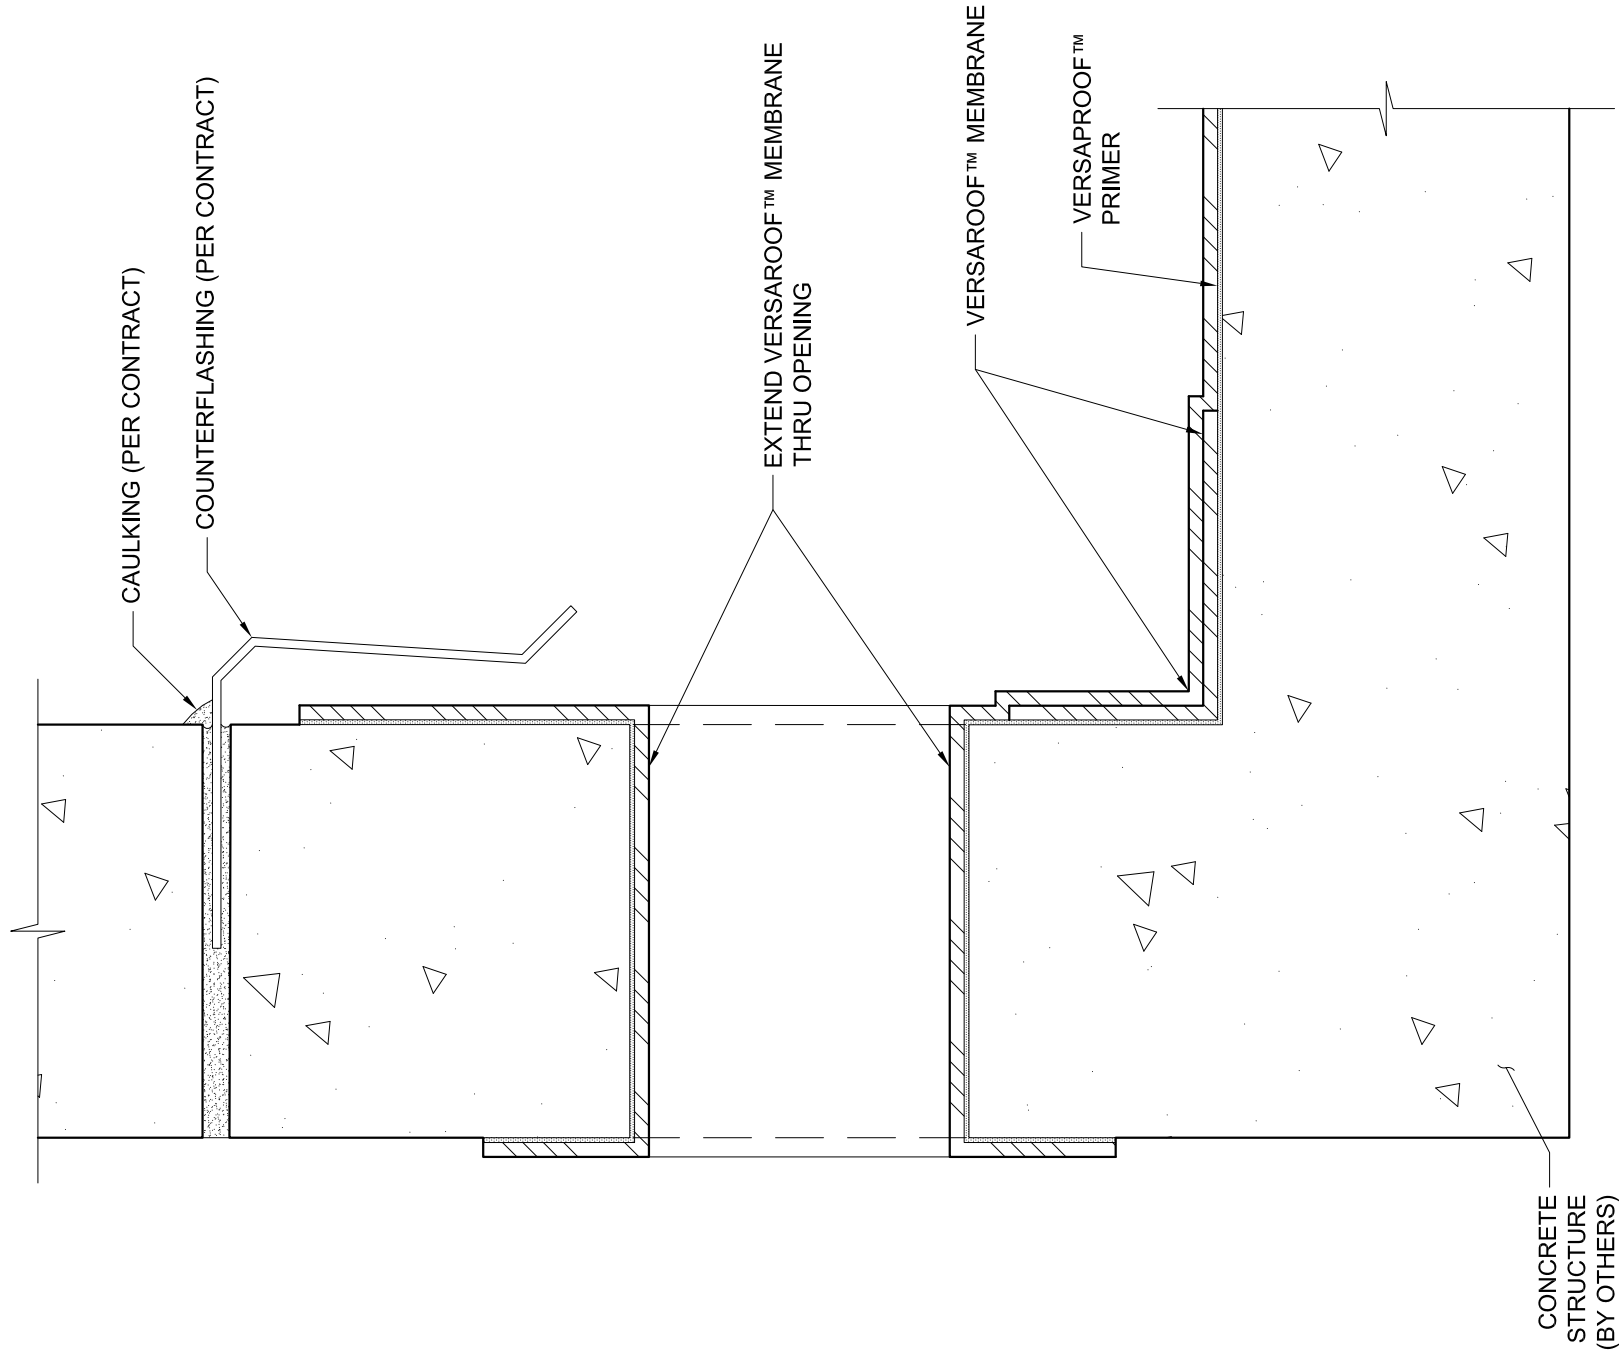 CAULKING (PER CONTRACT)
COUNTERFLASHING (PER CONTRACT)
EXTEND VERSAROOF™ MEMBRANE
THRU OPENING
VERSAROOF™ MEMBRANE
VERSAPROOF™
PRIMER
CONCRETE
STRUCTURE
(BY OTHERS)